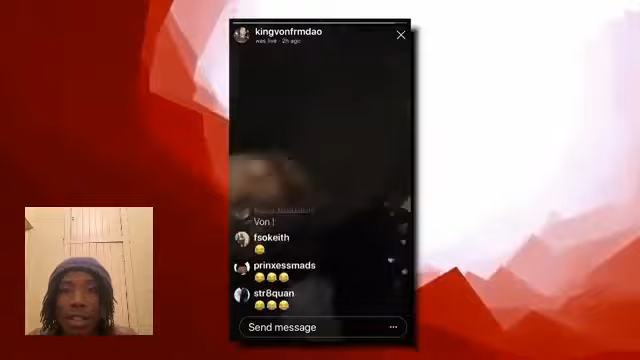 kingvonfrmdao
was live · 2h ago
Von !
fsokeith
😂
prinxessmads
😂😂😂
str8quan
😂😂😂
Send message